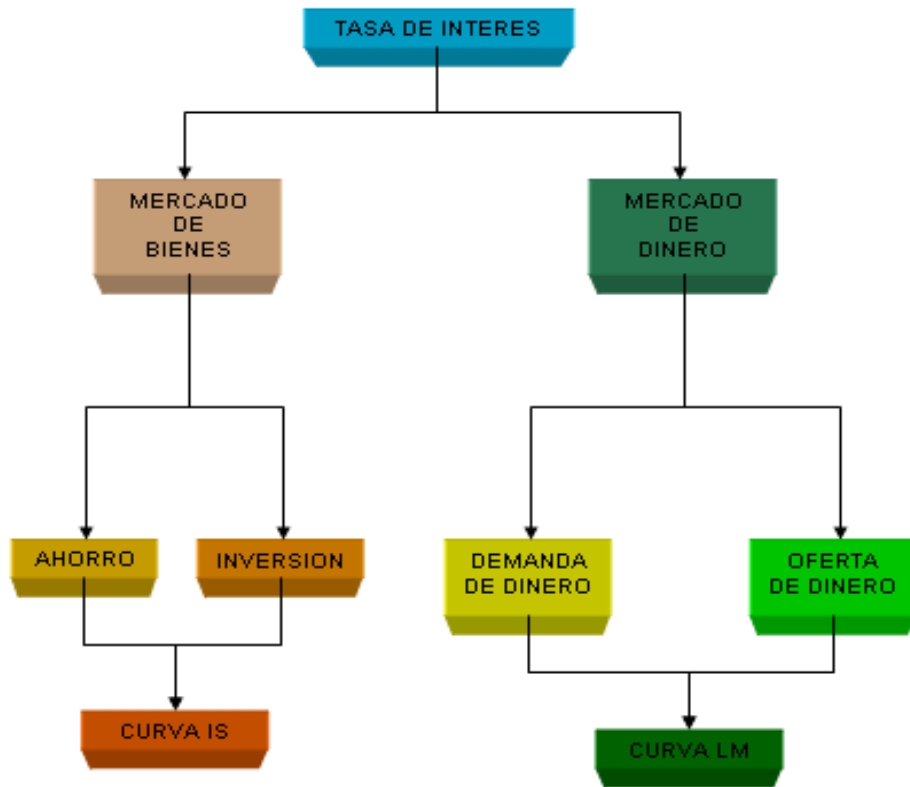 TASA DE INTERES
MERCADO
DE
BIENES
MERCADO
DE
DINERO
AHORRO
INVERSION
DEMANDA
DE DINERO
OFERTA
DE DINERO
CURVA IS
CURVA LM